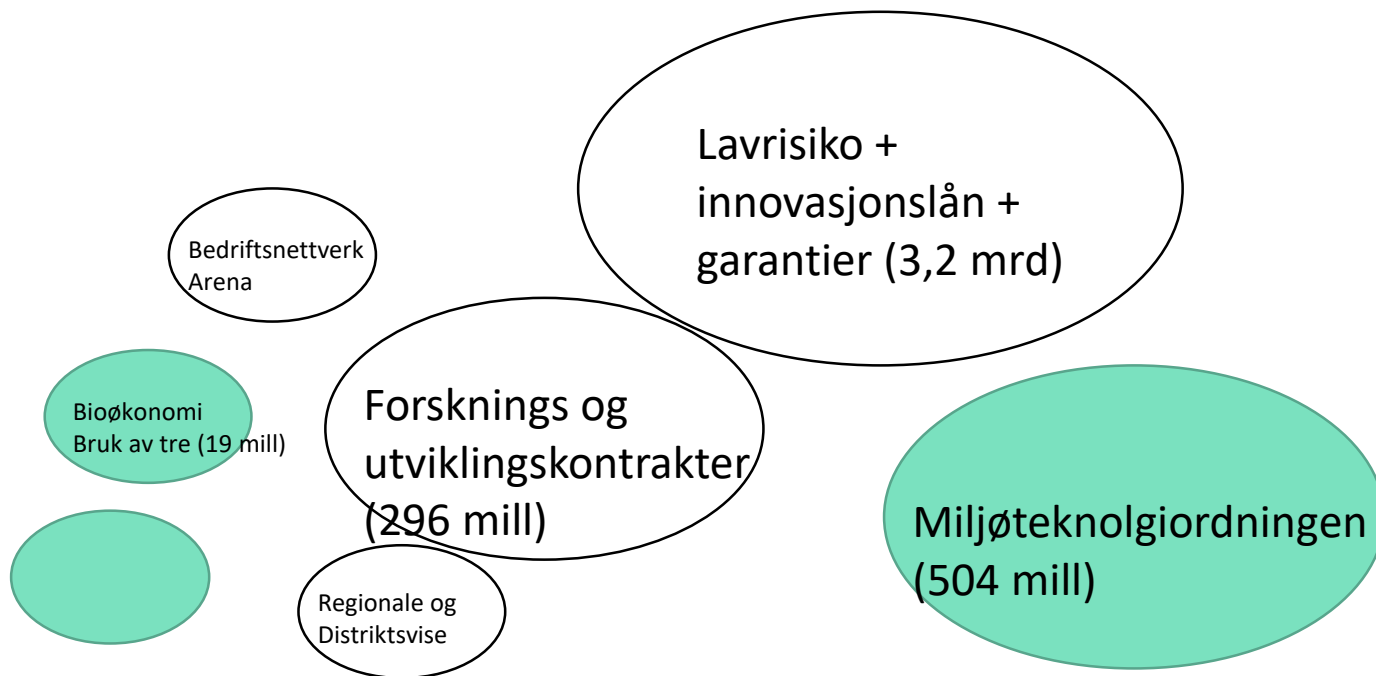 Lavrisiko +
innovasjonslån +
garantier (3,2 mrd)
Bedriftsnettverk
Arena
Forsknings og
utviklingskontrakter
(296 mill)
Bioøkonomi
Bruk av tre (19 mill)
Miljøteknolgiordningen
(504 mill)
Regionale og
Distriktsvise